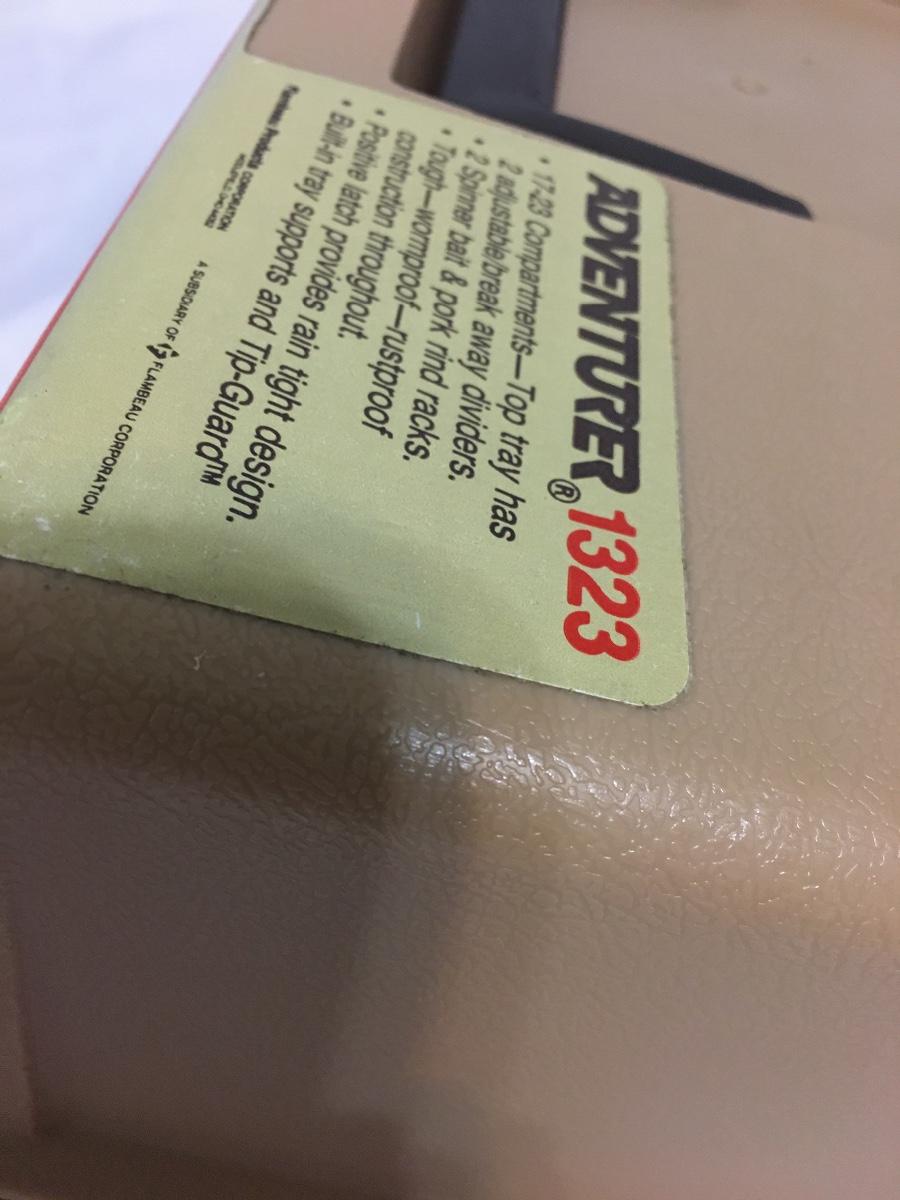 ADVENTURER® 1323
• 17-23 Compartments—Top tray has
2 adjustable/break away dividers.
• 2 Spinner bait & pork rind racks.
• Tough—wormproof—rustproof
construction throughout.
• Positive latch provides rain tight design.
• Built-in tray supports and Tip-Guard™
Products CORPORATION
A SUBSIDIARY OF FLAMBEAU CORPORATION